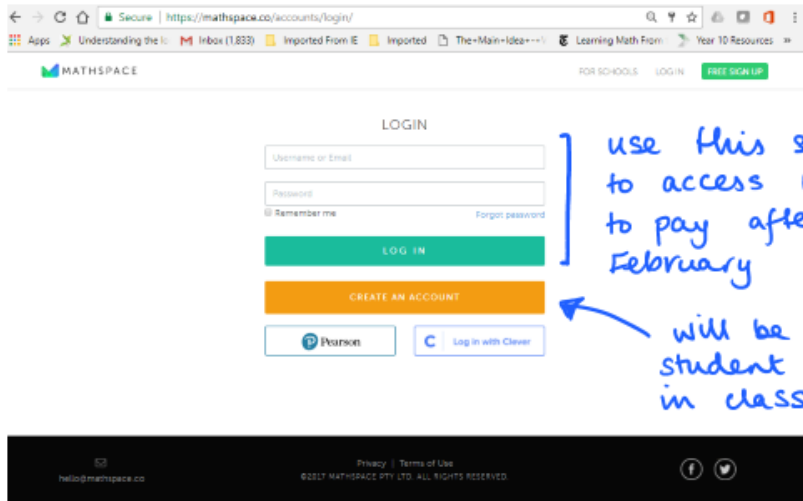 Secure | https://mathspace.co/accounts/login/
Apps Understanding the Inbox (1,833) Imported From IE Imported The+Main+Idea+-+ Learning Math From Year 10 Resources »
MATHSPACE FOR SCHOOLS LOGIN FREE SIGN UP
LOGIN
Username or Email
Password
Remember me Forgot password
LOG IN
CREATE AN ACCOUNT
Pearson C Log in with Clever
use this s
to access
to pay afte
February
will be
student
in class
hello@mathspace.co
Privacy | Terms of Use
©2017 MATHSPACE PTY LTD. ALL RIGHTS RESERVED.